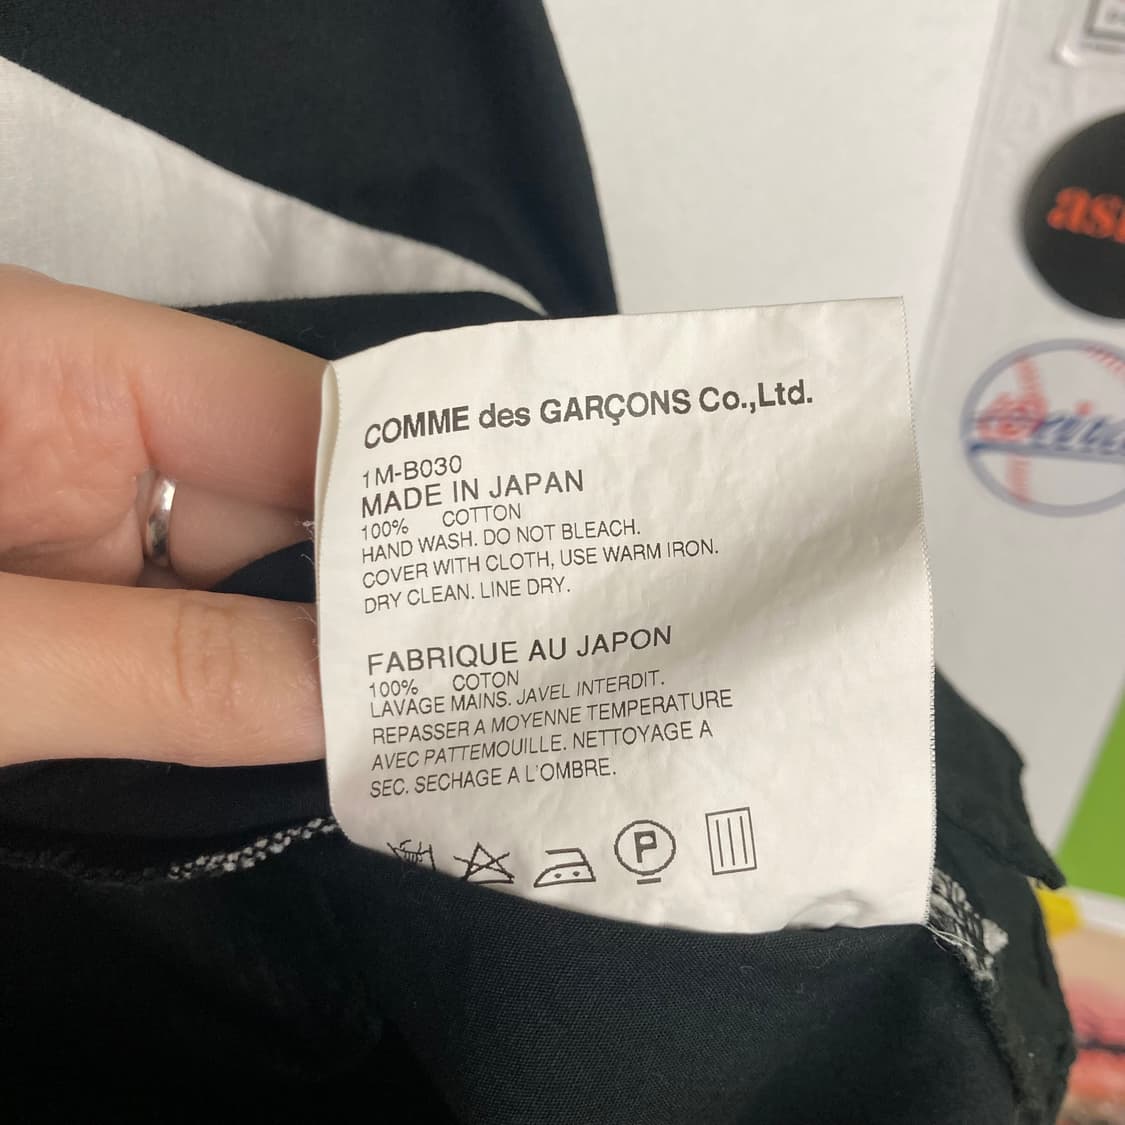 COMME des GARÇONS Co.,Ltd.
1M-B030
MADE IN JAPAN
100% COTTON
HAND WASH. DO NOT BLEACH.
COVER WITH CLOTH, USE WARM IRON.
DRY CLEAN. LINE DRY.
FABRIQUE AU JAPON
100% COTON
LAVAGE MAINS. JAVEL INTERDIT.
REPASSER A MOYENNE TEMPERATURE
AVEC PATTEMOUILLE. NETTOYAGE A
SEC. SECHAGE A L'OMBRE.
P